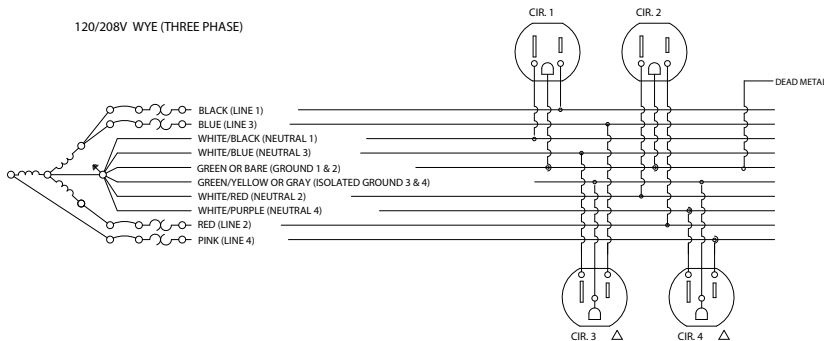 120/208V WYE (THREE PHASE)
CIR. 1
CIR. 2
DEAD METAL
BLACK (LINE 1)
BLUE (LINE 3)
WHITE/BLACK (NEUTRAL 1)
WHITE/BLUE (NEUTRAL 3)
GREEN OR BARE (GROUND 1 & 2)
GREEN/YELLOW OR GRAY (ISOLATED GROUND 3 & 4)
WHITE/RED (NEUTRAL 2)
WHITE/PURPLE (NEUTRAL 4)
RED (LINE 2)
PINK (LINE 4)
CIR. 3
CIR. 4